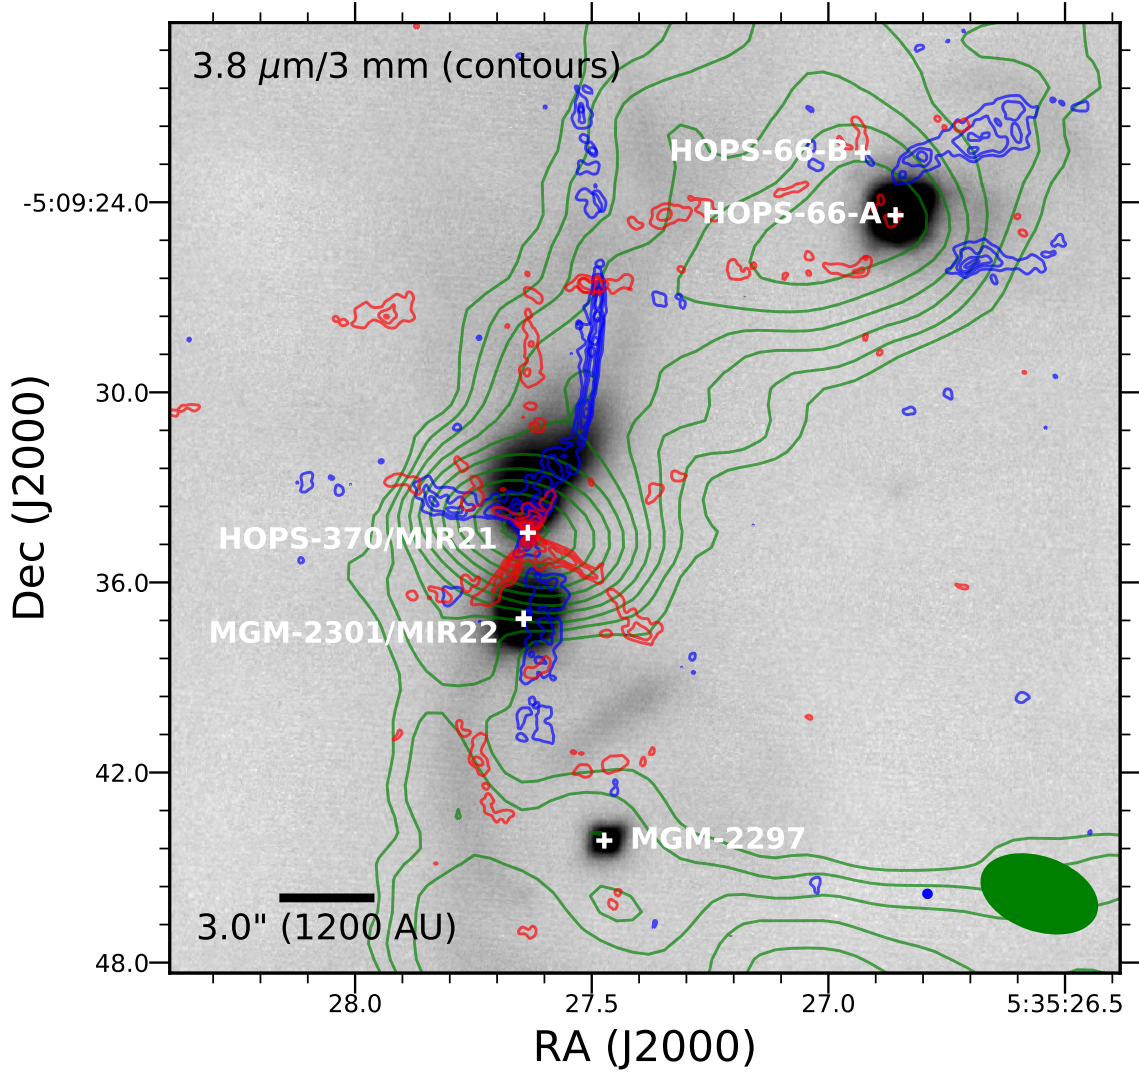 3.8 μm/3 mm (contours)
HOPS-66-B
-5:09:24.0
HOPS-66-A
30.0
Dec (J2000)
HOPS-370/MIR21
36.0
MGM-2301/MIR22
42.0
MGM-2297
3.0" (1200 AU)
48.0
28.0 27.5 27.0 5:35:26.5
RA (J2000)